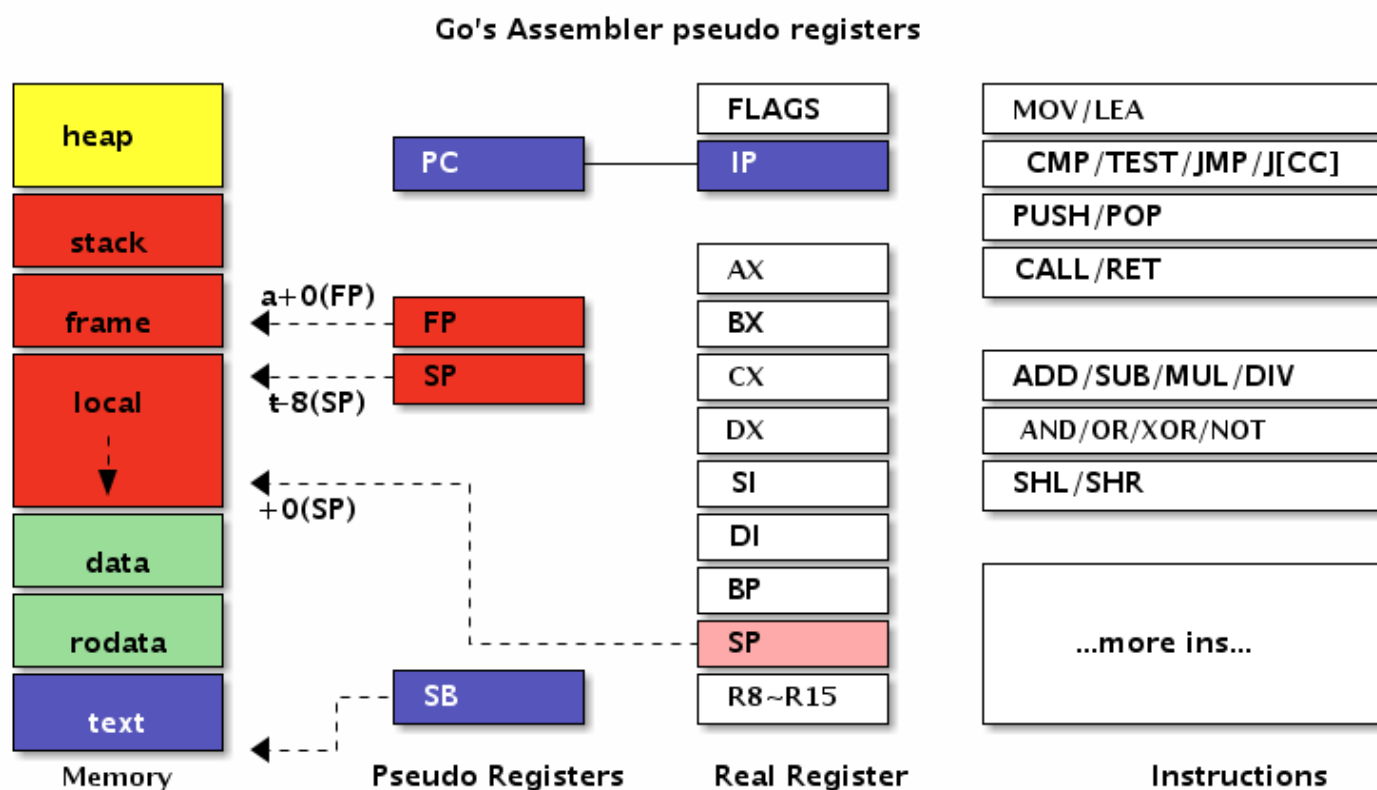 Go's Assembler pseudo registers
heap
stack
frame
local
data
rodata
text
Memory
PC
a+0(FP)
FP
SP
t-8(SP)
+0(SP)
SB
Pseudo Registers
FLAGS
IP
AX
BX
CX
DX
SI
DI
BP
SP
R8~R15
Real Register
MOV/LEA
CMP/TEST/JMP/J[CC]
PUSH/POP
CALL/RET
ADD/SUB/MUL/DIV
AND/OR/XOR/NOT
SHL/SHR
...more ins...
Instructions